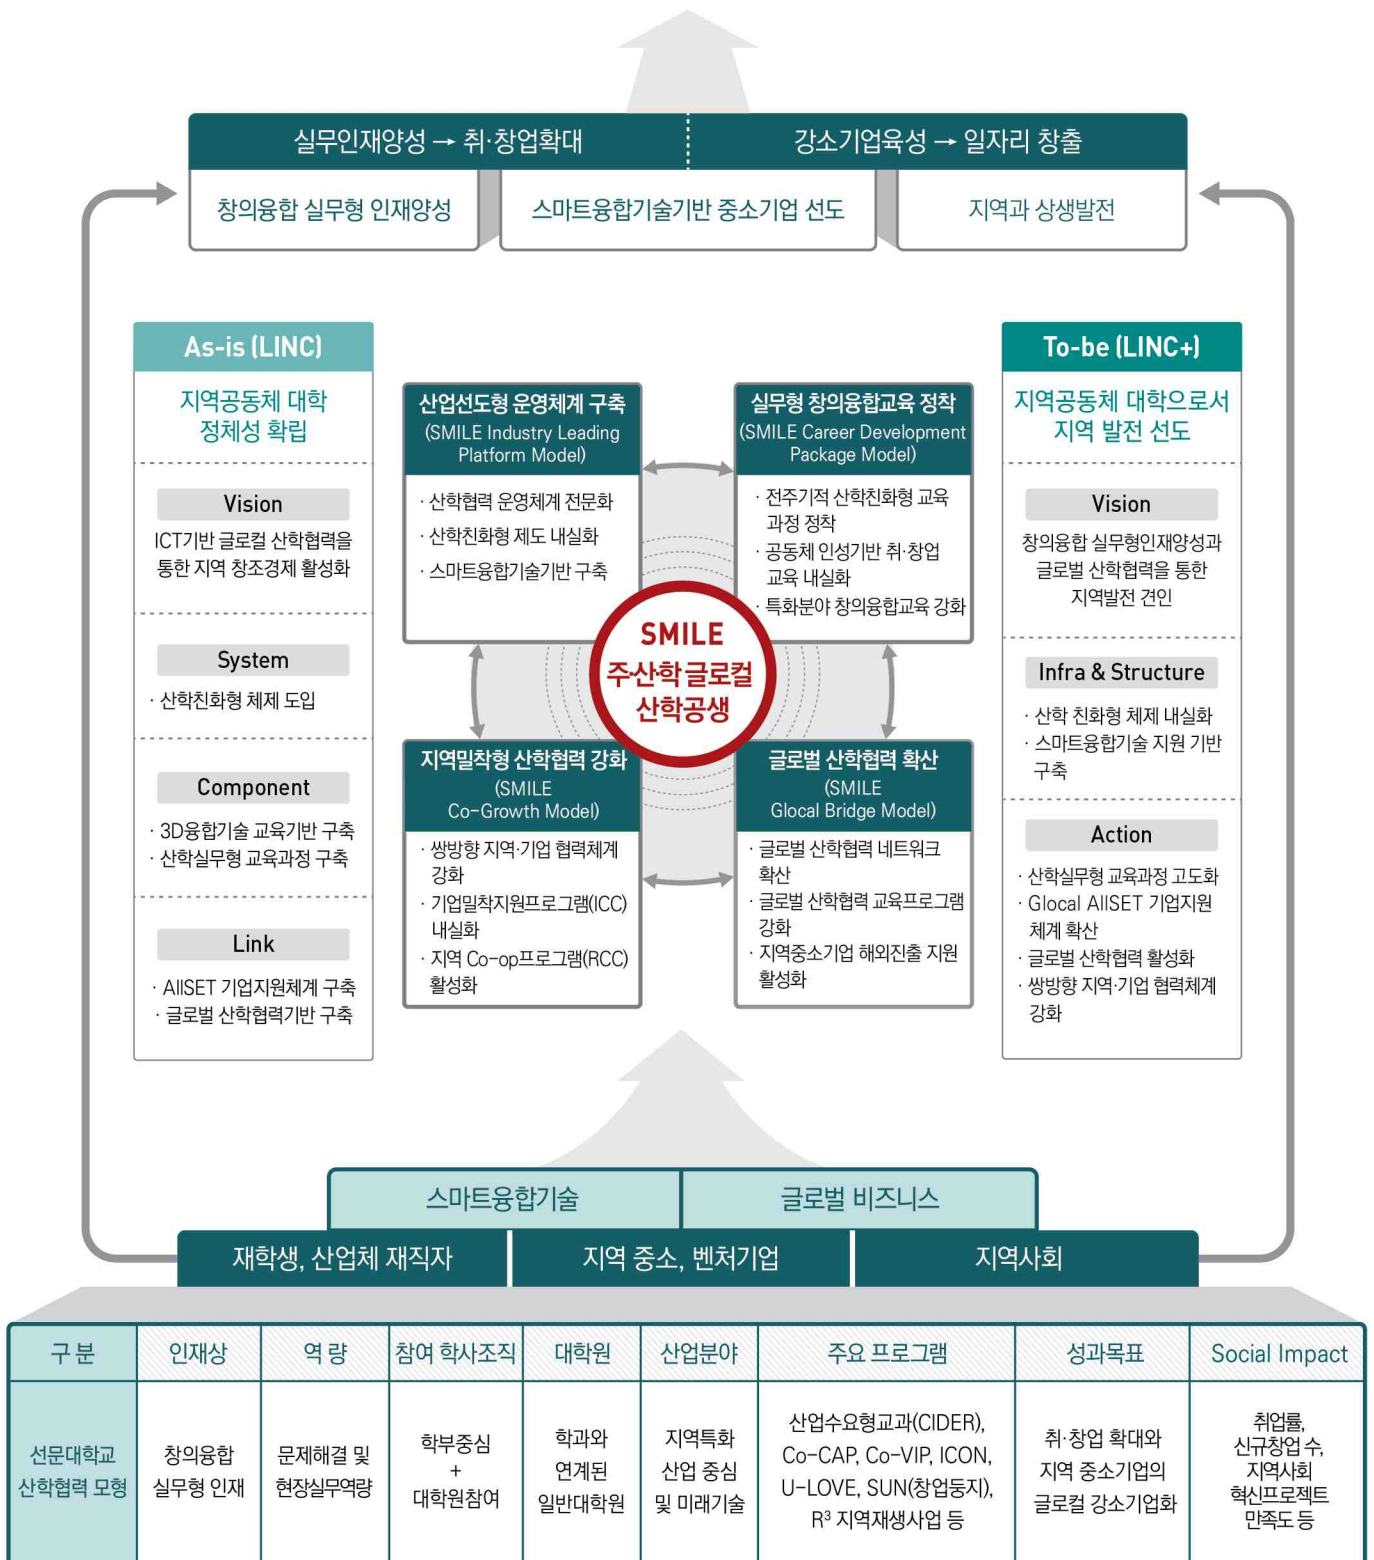 실무인재양성 → 취·창업확대
강소기업육성 → 일자리 창출
창의융합 실무형 인재양성
스마트융합기술기반 중소기업 선도
지역과 상생발전
As-is (LINC)
지역공동체 대학
정체성 확립
Vision
ICT기반 글로컬 산학협력을
통한 지역 창조경제 활성화
System
· 산학친화형 체제 도입
Component
· 3D융합기술 교육기반 구축
· 산학실무형 교육과정 구축
Link
· AIISET 기업지원체계 구축
· 글로벌 산학협력기반 구축
산업선도형 운영체계 구축
(SMILE Industry Leading
Platform Model)
· 산학협력 운영체계 전문화
· 산학친화형 제도 내실화
· 스마트융합기술기반 구축
실무형 창의융합교육 정착
(SMILE Career Development
Package Model)
· 전주기적 산학친화형 교육
과정 정착
· 공동체 인성기반 취·창업
교육 내실화
· 특화분야 창의융합교육 강화
SMILE
주·산·학 글로컬
산학공생
지역밀착형 산학협력 강화
(SMILE
Co-Growth Model)
· 쌍방향 지역·기업 협력체계
강화
· 기업밀착지원프로그램(ICC)
내실화
· 지역 Co-op프로그램(RCC)
활성화
글로벌 산학협력 확산
(SMILE
Glocal Bridge Model)
· 글로벌 산학협력 네트워크
확산
· 글로벌 산학협력 교육프로그램
강화
· 지역중소기업 해외진출 지원
활성화
To-be (LINC+)
지역공동체 대학으로서
지역 발전 선도
Vision
창의융합 실무형인재양성과
글로벌 산학협력을 통한
지역발전 견인
Infra & Structure
· 산학 친화형 체제 내실화
· 스마트융합기술 지원 기반
구축
Action
· 산학실무형 교육과정 고도화
· Glocal AIISET 기업지원
체계 확산
· 글로벌 산학협력 활성화
· 쌍방향 지역·기업 협력체계
강화
스마트융합기술
글로벌 비즈니스
재학생, 산업체 재직자
지역 중소, 벤처기업
지역사회
구 분
인재상
역 량
참여 학사조직
대학원
산업분야
주요 프로그램
성과목표
Social Impact
선문대학교
산학협력 모형
창의융합
실무형 인재
문제해결 및
현장실무역량
학부중심
+
대학원참여
학과와
연계된
일반대학원
지역특화
산업 중심
및 미래기술
산업수요형교과(CIDER),
Co-CAP, Co-VIP, ICON,
U-LOVE, SUN(창업둥지),
R³ 지역재생사업 등
취·창업 확대와
지역 중소기업의
글로컬 강소기업화
취업률,
신규창업 수,
지역사회
혁신프로젝트
만족도 등